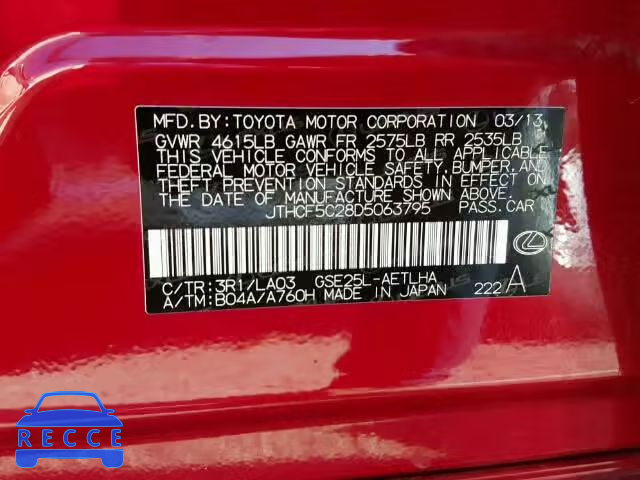 MFD. BY: TOYOTA MOTOR CORPORATION 03/13
GVWR 4615LB GAWR FR 2575LB RR 2535LB
THIS VEHICLE CONFORMS TO ALL APPLICABLE
FEDERAL MOTOR VEHICLE SAFETY, BUMPER, AND
THEFT PREVENTION STANDARDS IN EFFECT ON
THE DATE OF MANUFACTURE SHOWN ABOVE.
JTHCF5C28D5063795 PASS. CAR
C/TR: 3R1/LA03 GSE25L-AETLHA
A/TM: B04A/A760H MADE IN JAPAN 222 A
RECCE